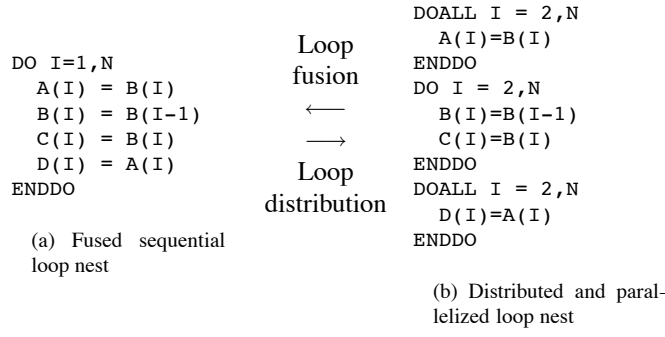 DO I=1,N
  A(I) = B(I)
  B(I) = B(I-1)
  C(I) = B(I)
  D(I) = A(I)
ENDDO
(a) Fused sequential
loop nest
Loop
fusion
←—
—→
Loop
distribution
DOALL I = 2,N
  A(I)=B(I)
ENDDO
DO I = 2,N
  B(I)=B(I-1)
  C(I)=B(I)
ENDDO
DOALL I = 2,N
  D(I)=A(I)
ENDDO
(b) Distributed and paral-
lelized loop nest